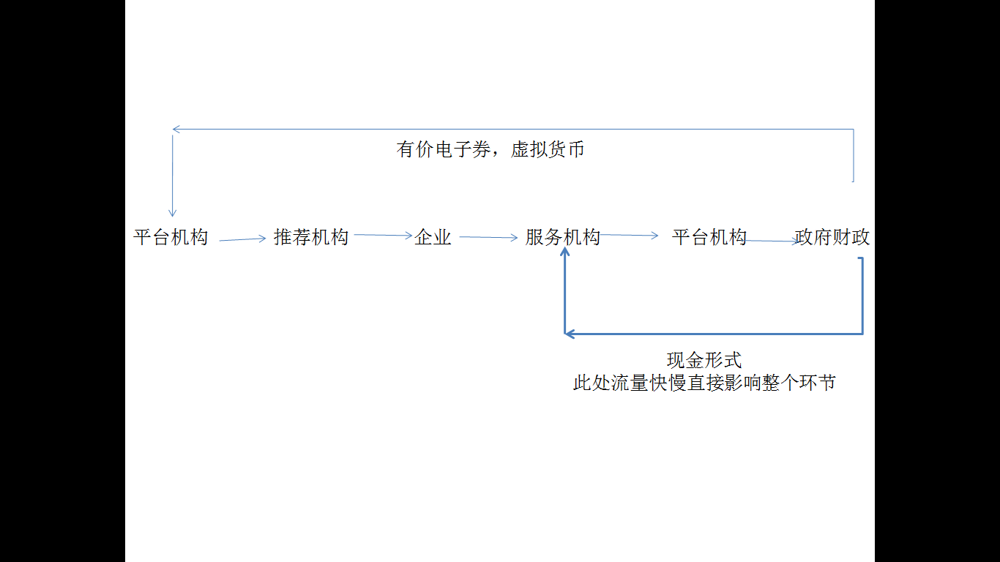 有价电子券，虚拟货币
平台机构 推荐机构 企业 服务机构 平台机构 政府财政
现金形式
此处流量快慢直接影响整个环节